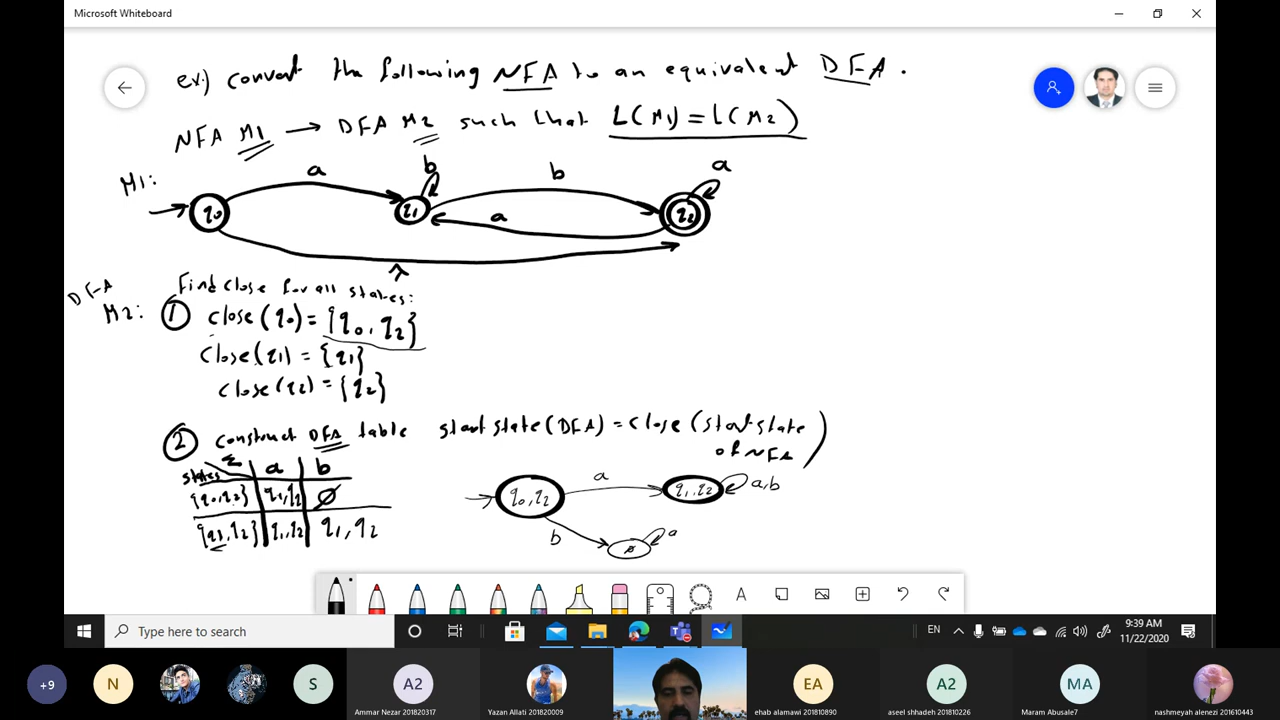 Microsoft Whiteboard
ex:) convert the following NFA to an equivalent DFA.
NFA M1 → DFA M2 such that L(M1) = L(M2)
M1:
a
b
b
a
q0
q1
a
q2
λ
DFA
M2:
Find close for all states:
① close(q0) = {q0, q2}
close(q1) = {q1}
close(q2) = {q2}
② construct DFA table start state (DFA) = close (start state of NFA)
states Σ a b
{q0,q2} q1,q2 ∅
{q1,q2} q1,q2 q1,q2
q0,q2
a
q1,q2
a,b
b
∅
a
A
Type here to search
EN
9:39 AM
11/22/2020
+9
N
S
A2
EA
A2
MA
Ammar Nezar 201820317
Yazan Allati 201820009
ehab alamawi 201810890
aseel shhadeh 201810226
Maram Abusale7
nashmeyah alenezi 201610443